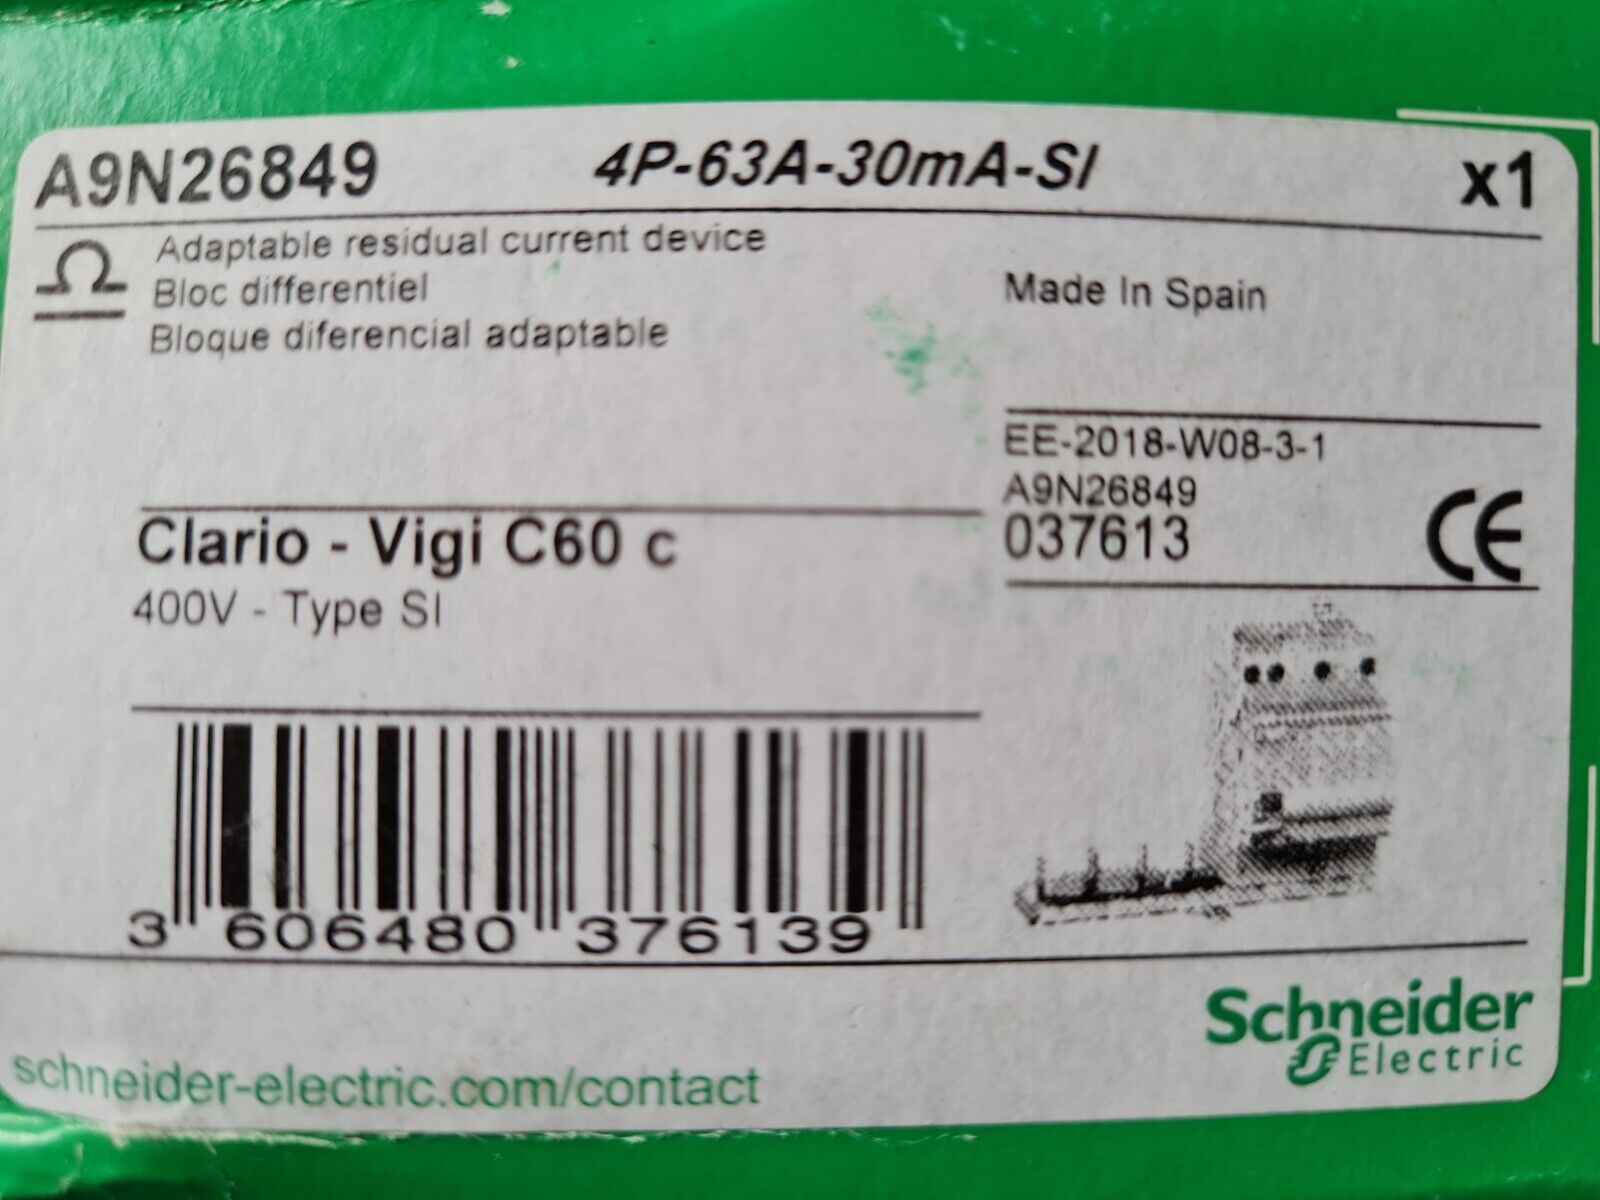 A9N26849 4P-63A-30mA-SI x1
Adaptable residual current device
Bloc differentiel
Bloque diferencial adaptable
Made In Spain
EE-2018-W08-3-1
A9N26849
037613
CE
Clario - Vigi C60 c
400V - Type SI
3 606480 376139
Schneider
Electric
schneider-electric.com/contact